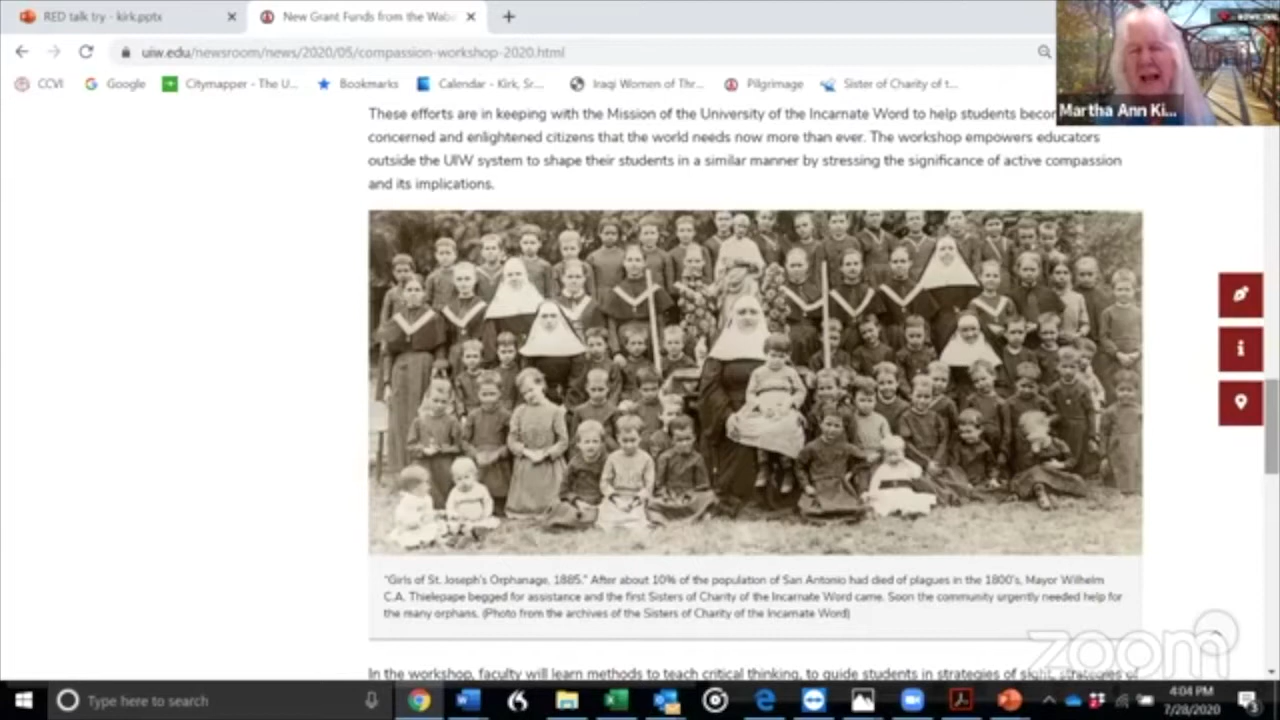 RED talk try - kirk.pptx
New Grant Funds from the Waba
uiw.edu/newsroom/news/2020/05/compassion-workshop-2020.html
CCVI Google Citymapper - The U... Bookmarks Calendar - Kirk, Sr.... Iraqi Women of Thr... Pilgrimage Sister of Charity of t...
Martha Ann Ki...
These efforts are in keeping with the Mission of the University of the Incarnate Word to help students
concerned and enlightened citizens that the world needs now more than ever. The workshop empowers educators
outside the UIW system to shape their students in a similar manner by stressing the significance of active compassion
and its implications.
"Girls of St. Joseph's Orphanage, 1885." After about 10% of the population of San Antonio had died of plagues in the 1800's, Mayor Wilhelm
C.A. Thielepape begged for assistance and the first Sisters of Charity of the Incarnate Word came. Soon the community urgently needed help for
the many orphans. (Photo from the archives of the Sisters of Charity of the Incarnate Word)
In the workshop, faculty will learn methods to teach critical thinking, to guide students in strategies of sight, strategies of
zoom
Type here to search
4:04 PM
7/28/2020
3